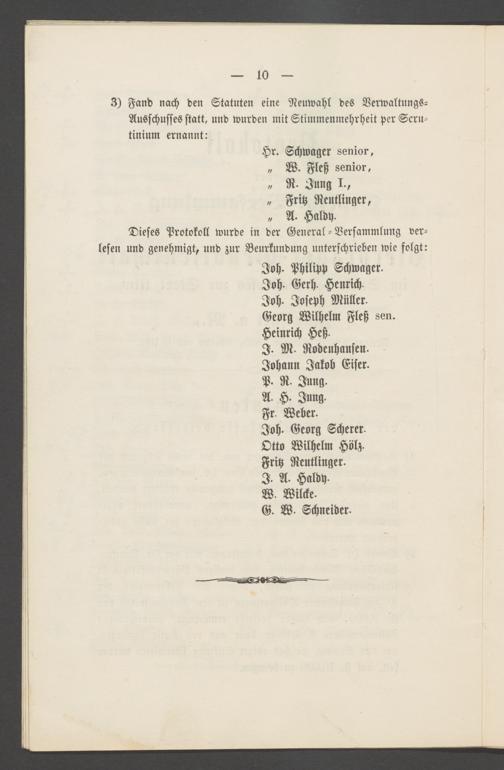 — 10 —
3) Fand nach den Statuten eine Neuwahl des Verwaltungs-
Ausschusses statt, und wurden mit Stimmenmehrheit per Scru-
tinium ernannt:
Hr. Schwager senior,
„ W. Fleß senior,
„ R. Jung I.,
„ Fritz Reutlinger,
„ A. Haldy.
Dieses Protokoll wurde in der General-Versammlung ver-
lesen und genehmigt, und zur Beurkundung unterschrieben wie folgt:
Joh. Philipp Schwager.
Joh. Gerh. Henrich.
Joh. Joseph Müller.
Georg Wilhelm Fleß sen.
Heinrich Heß.
J. M. Rodenhausen.
Johann Jakob Eiser.
P. R. Jung.
A. H. Jung.
Fr. Weber.
Joh. Georg Scherer.
Otto Wilhelm Hölz.
Fritz Reutlinger.
J. A. Haldy.
W. Wilcke.
G. W. Schneider.